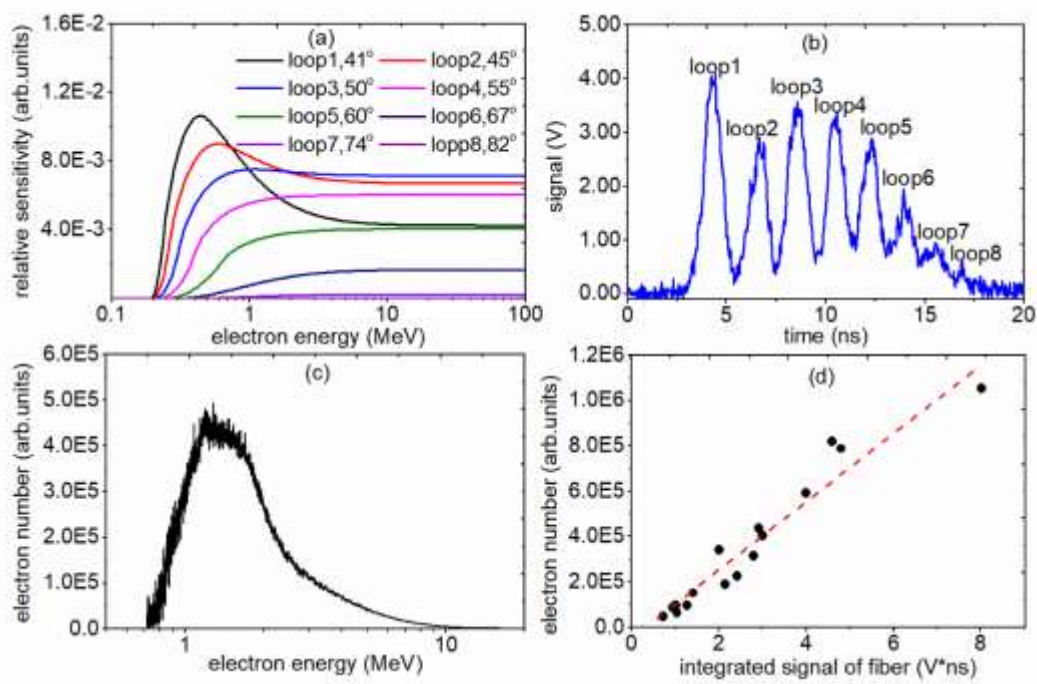 1.6E-2
1.2E-2
8.0E-3
4.0E-3
relative sensitivity (arb.units)
(a)
loop1,41° loop2,45°
loop3,50° loop4,55°
loop5,60° loop6,67°
loop7,74° lopp8,82°
0.1 1 10 100
electron energy (MeV)
5.00
4.00
3.00
2.00
1.00
0.00
signal (V)
(b)
loop1
loop2
loop3
loop4
loop5
loop6
loop7
loop8
0 5 10 15 20
time (ns)
6.0E5
5.0E5
4.0E5
3.0E5
2.0E5
1.0E5
0.0
electron number (arb.units)
(c)
1 10
electron energy (MeV)
1.2E6
1.0E6
8.0E5
6.0E5
4.0E5
2.0E5
0.0
electron number (arb.units)
(d)
0 2 4 6 8
integrated signal of fiber (V*ns)